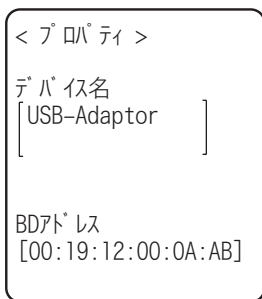 < ﾌﾟﾛﾊﾟﾃｨ >
ﾃﾞﾊﾞｲｽ名
[USB-Adaptor ]
BDｱﾄﾞﾚｽ
[00:19:12:00:0A:AB]